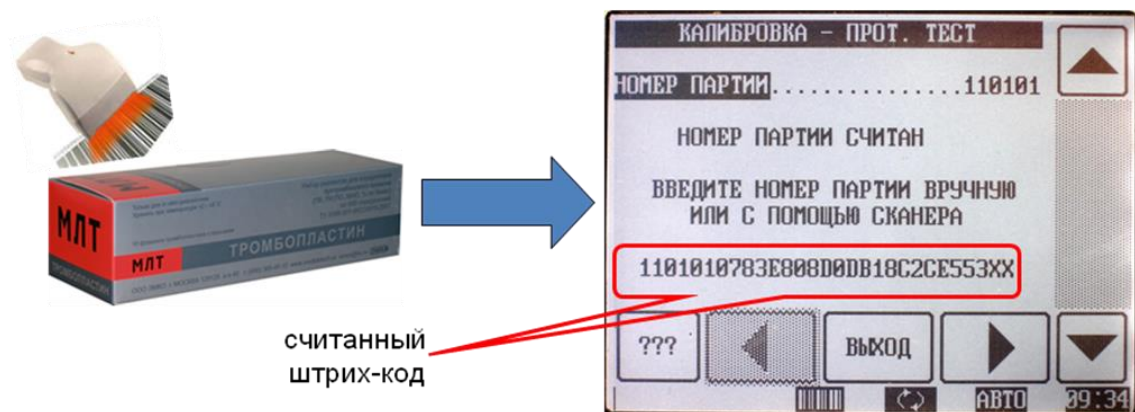 МЛТ
МЛТ
ТРОМБОПЛАСТИН
ТРОМБОПЛАСТИН
считанный
штрих-код
КАЛИБРОВКА - ПРОТ. ТЕСТ
НОМЕР ПАРТИИ...............110101
НОМЕР ПАРТИИ СЧИТАН
ВВЕДИТЕ НОМЕР ПАРТИИ ВРУЧНУЮ
ИЛИ С ПОМОЩЬЮ СКАНЕРА
1101010783E808D0DB18C2CE553XX
???
ВЫХОД
АВТО
09:34